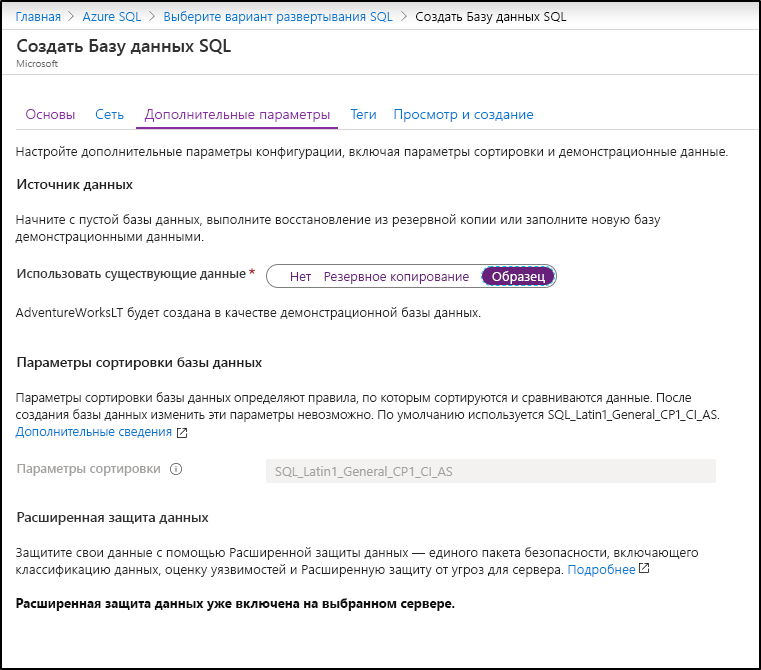 Главная > Azure SQL > Выберите вариант развертывания SQL > Создать Базу данных SQL
Создать Базу данных SQL
Microsoft
Основы Сеть Дополнительные параметры Теги Просмотр и создание
Настройте дополнительные параметры конфигурации, включая параметры сортировки и демонстрационные данные.
Источник данных
Начните с пустой базы данных, выполните восстановление из резервной копии или заполните новую базу
демонстрационными данными.
Использовать существующие данные * Нет Резервное копирование Образец
AdventureWorksLT будет создана в качестве демонстрационной базы данных.
Параметры сортировки базы данных
Параметры сортировки базы данных определяют правила, по которым сортируются и сравниваются данные. После
создания базы данных изменить эти параметры невозможно. По умолчанию используется SQL_Latin1_General_CP1_CI_AS.
Дополнительные сведения
Параметры сортировки SQL_Latin1_General_CP1_CI_AS
Расширенная защита данных
Защитите свои данные с помощью Расширенной защиты данных — единого пакета безопасности, включающего
классификацию данных, оценку уязвимостей и Расширенную защиту от угроз для сервера. Подробнее
Расширенная защита данных уже включена на выбранном сервере.